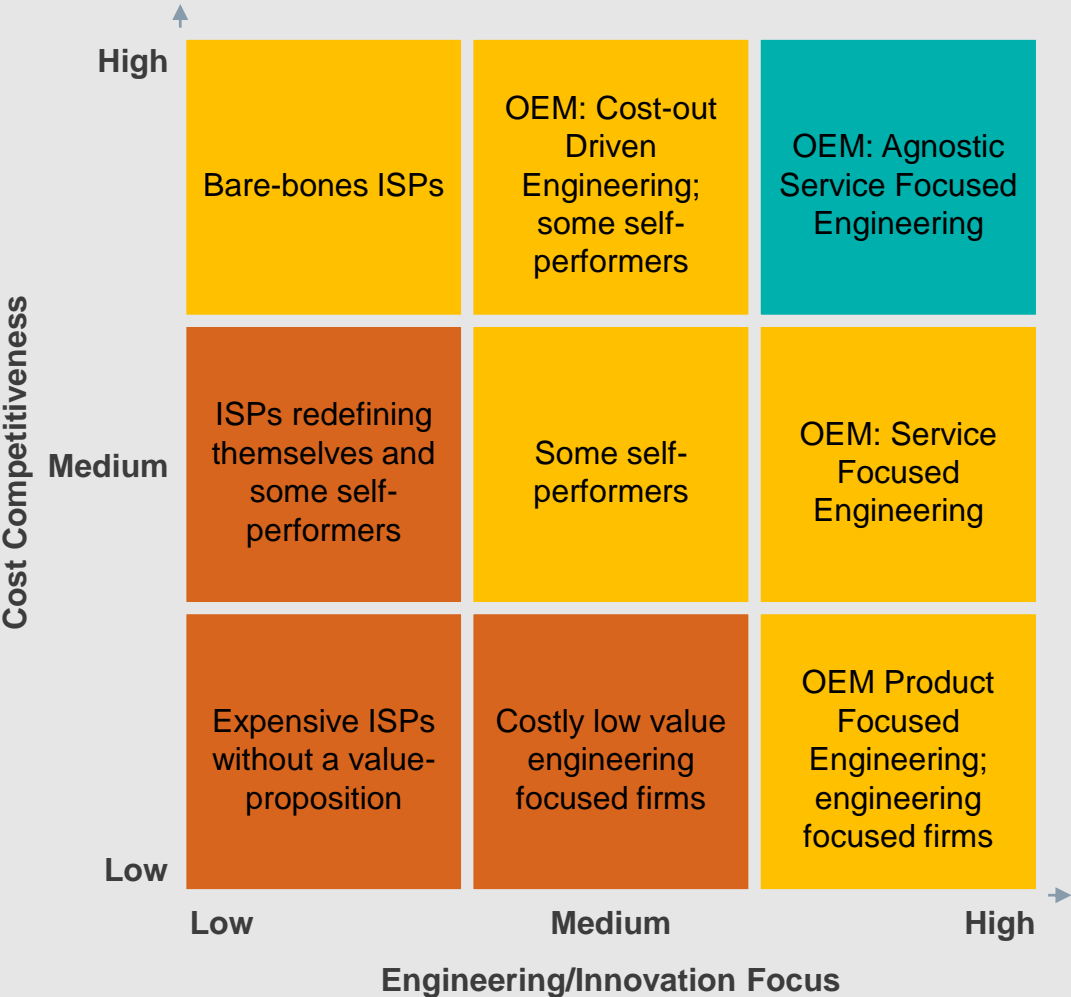 High
Bare-bones ISPs
OEM: Cost-out
Driven
Engineering;
some self-
performers
OEM: Agnostic
Service Focused
Engineering
Cost Competitiveness
Medium
ISPs redefining
themselves and
some self-
performers
Some self-
performers
OEM: Service
Focused
Engineering
Low
Expensive ISPs
without a value-
proposition
Costly low value
engineering
focused firms
OEM Product
Focused
Engineering;
engineering
focused firms
Low
Medium
High
Engineering/Innovation Focus